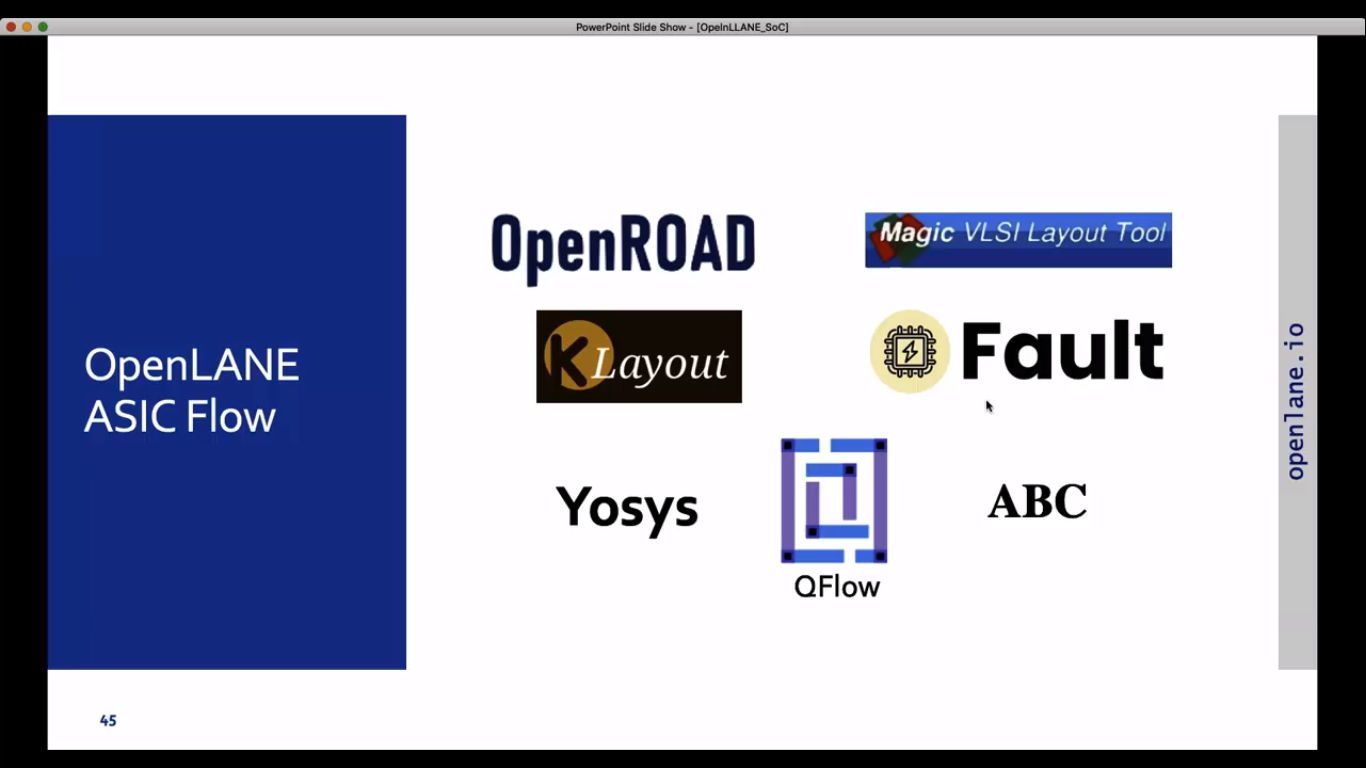 PowerPoint Slide Show - [OpeInLLANE_SoC]
OpenLANE
ASIC Flow
OpenROAD
Magic VLSI Layout Tool
KLayout
Fault
Yosys
QFlow
ABC
openlane.io
45